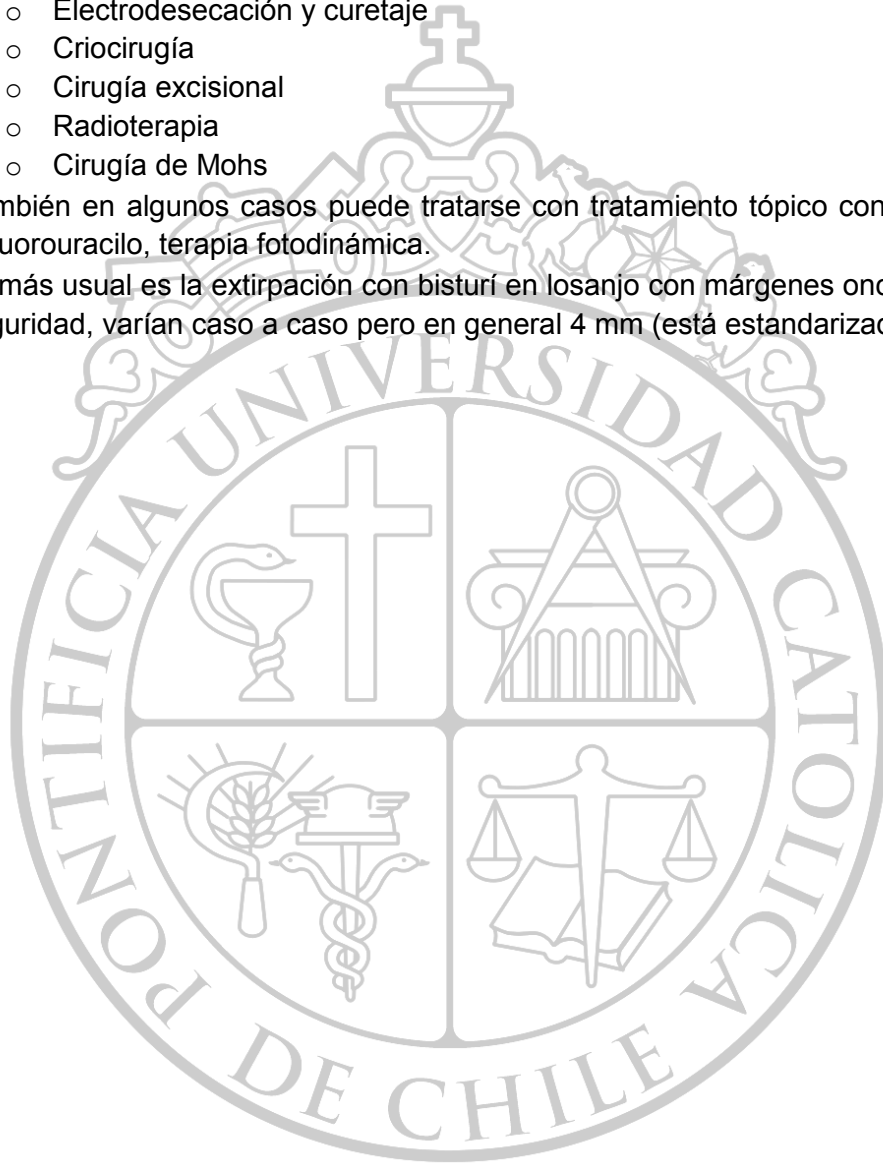 o Electrodesecación y curetaje
o Criocirugía
o Cirugía excisional
o Radioterapia
o Cirugía de Mohs
mbién en algunos casos puede tratarse con tratamiento tópico con
uorouracilo, terapia fotodinámica.
más usual es la extirpación con bisturí en losanjo con márgenes onc
guridad, varían caso a caso pero en general 4 mm (está estandarizac
PONTIFICIA UNIVERSIDAD CATOLICA
DE CHILE